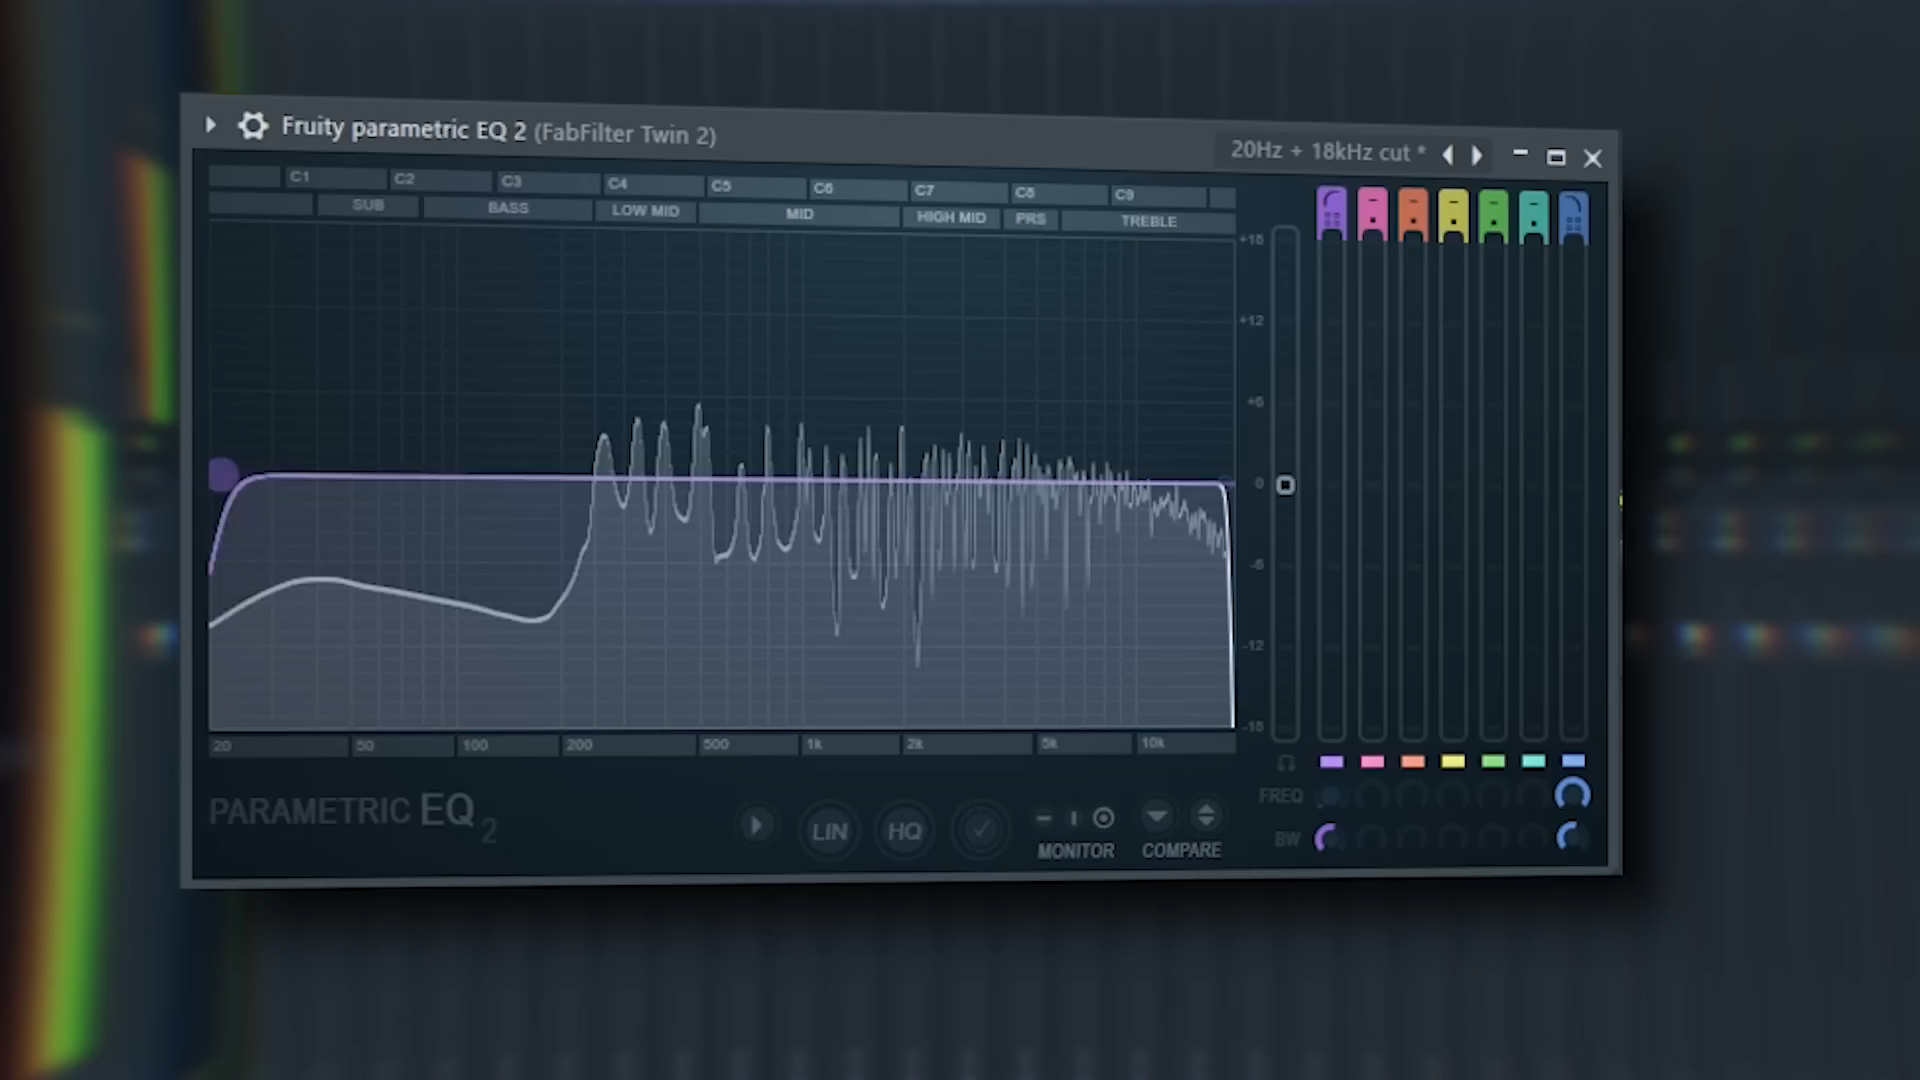 Fruity parametric EQ 2 (FabFilter Twin 2)
20Hz + 18kHz cut *
C1 C2 C3 C4 C5 C6 C7 C8 C9
SUB BASS LOW MID MID HIGH MID PRS TREBLE
+18
+12
+6
0
-6
-12
-18
20 50 100 200 500 1k 2k 5k 10k
FREQ
BW
PARAMETRIC EQ 2
LIN HQ
MONITOR COMPARE